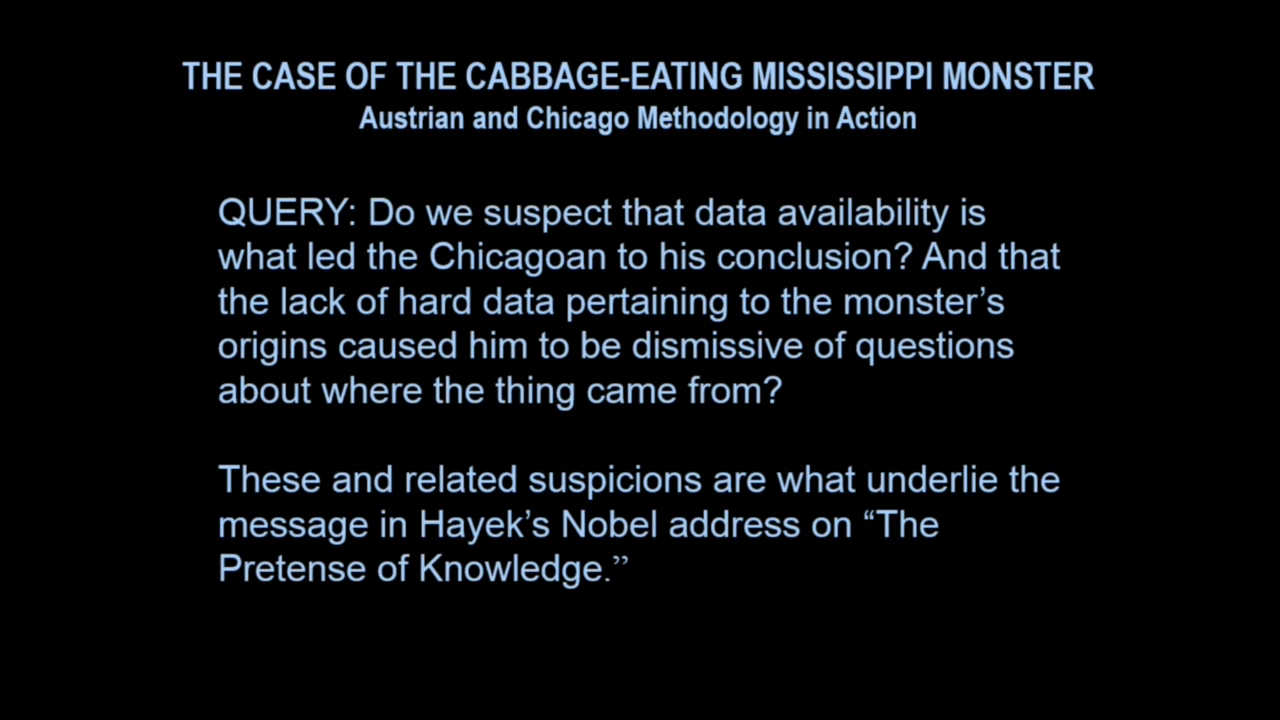 THE CASE OF THE CABBAGE-EATING MISSISSIPPI MONSTER
Austrian and Chicago Methodology in Action
QUERY: Do we suspect that data availability is
what led the Chicagoan to his conclusion? And that
the lack of hard data pertaining to the monster’s
origins caused him to be dismissive of questions
about where the thing came from?
These and related suspicions are what underlie the
message in Hayek’s Nobel address on “The
Pretense of Knowledge.”